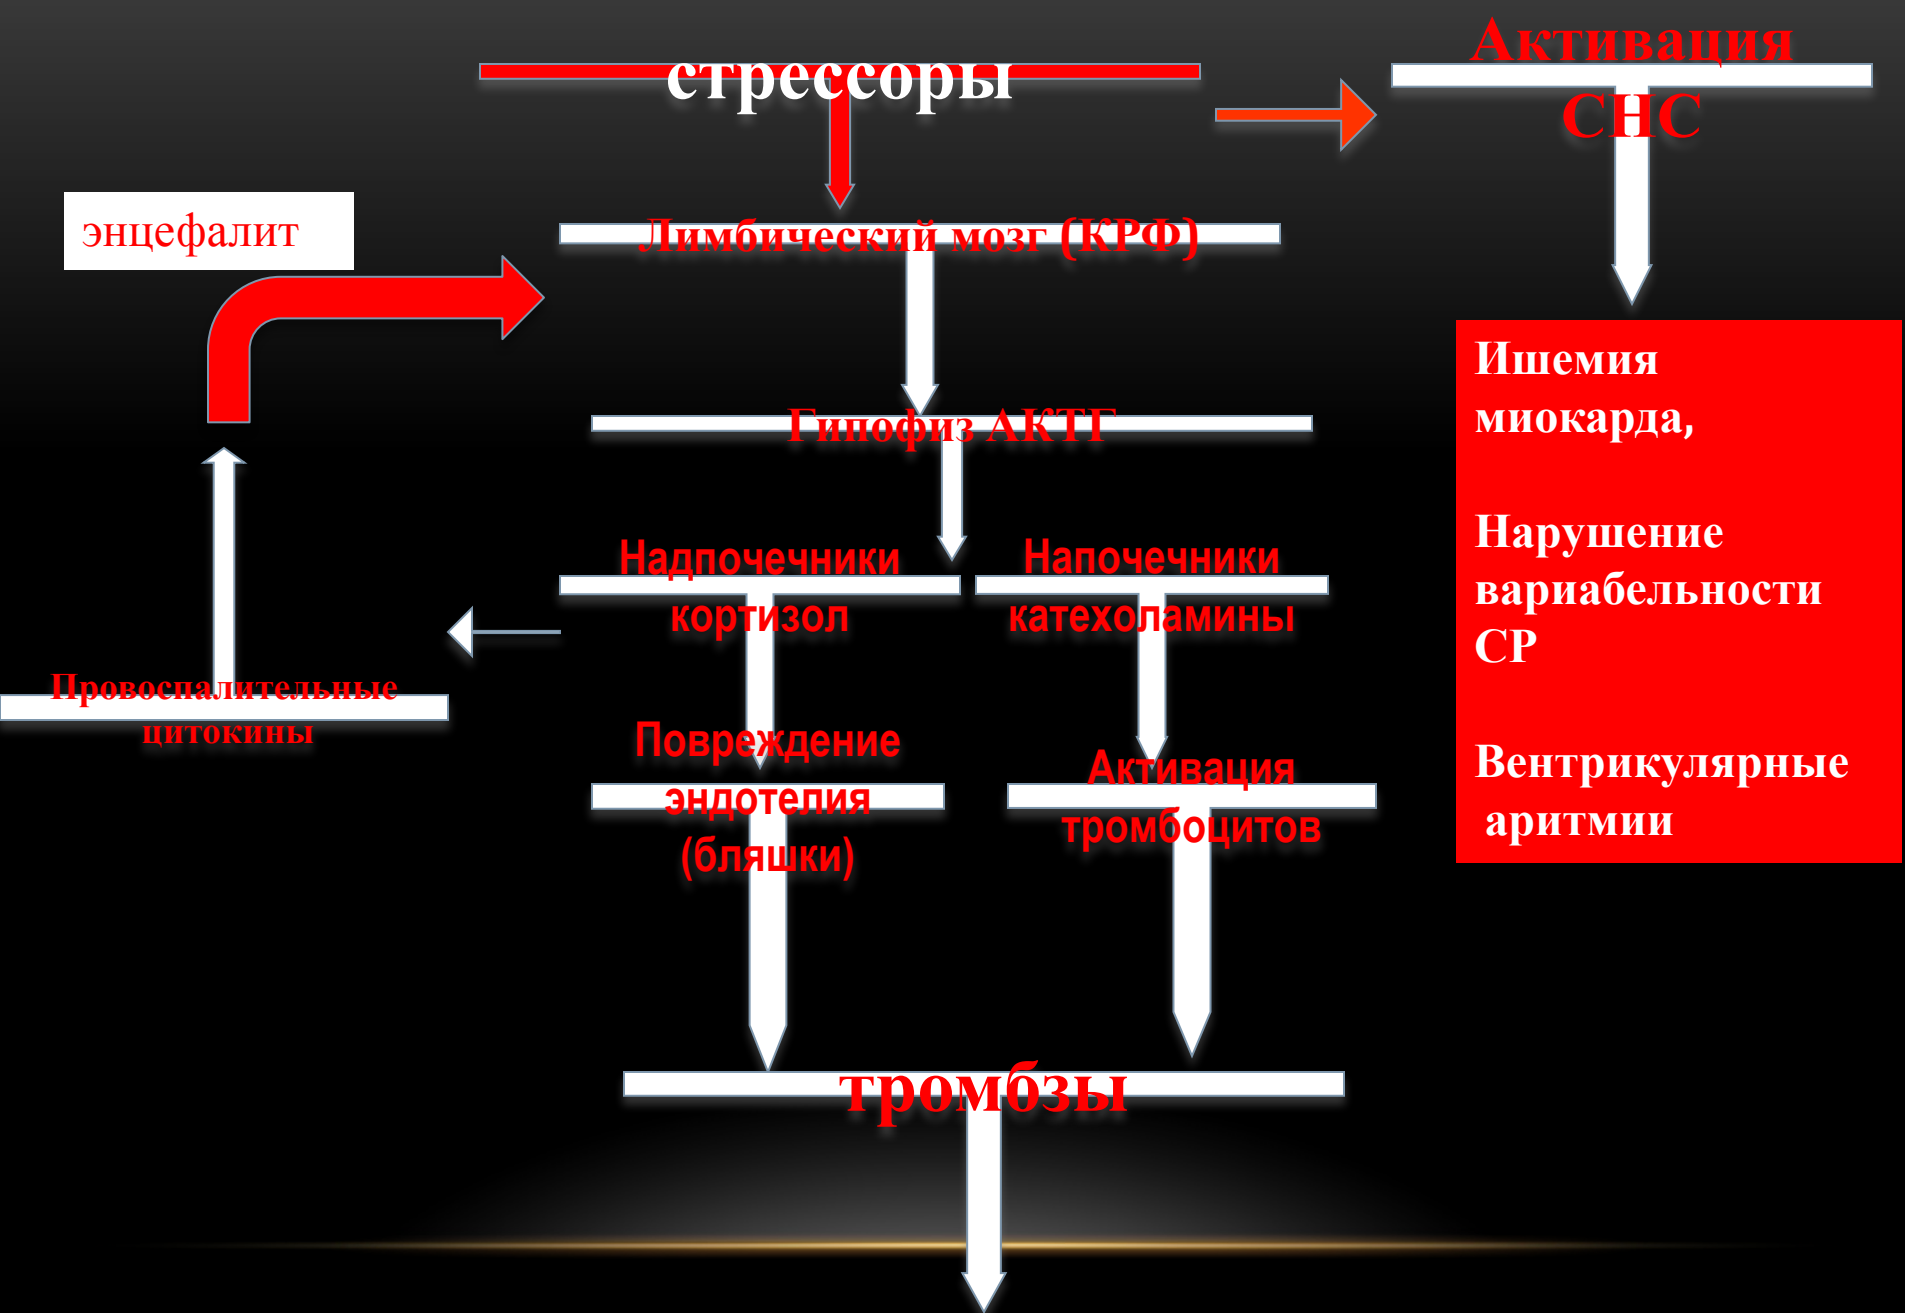 стрессоры
Активация
СНС
энцефалит
Лимбический мозг (КРФ)
Гипофиз АКТГ
Надпочечники
кортизол
Напочечники
катехоламины
Провоспалительные
цитокины
Повреждение
эндотелия
(бляшки)
Активация
тромбоцитов
тромбзы
Ишемия
миокарда,
Нарушение
вариабельности
СР
Вентрикулярные
аритмии